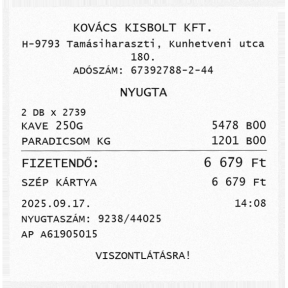 KOVÁCS KISBOLT KFT.
H-9793 Tamásiharaszti, Kunhetveni utca
180.
ADÓSZÁM: 67392788-2-44
NYUGTA
2 DB x 2739
KAVE 250G 5478 B00
PARADICSOM KG 1201 B00
FIZETENDŐ: 6 679 Ft
SZÉP KÁRTYA 6 679 Ft
2025.09.17. 14:08
NYUGTASZÁM: 9238/44025
AP A61905015
VISZONTLÁTÁSRA!